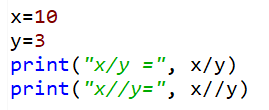 x=10
y=3
print("x/y =", x/y)
print("x//y=", x//y)